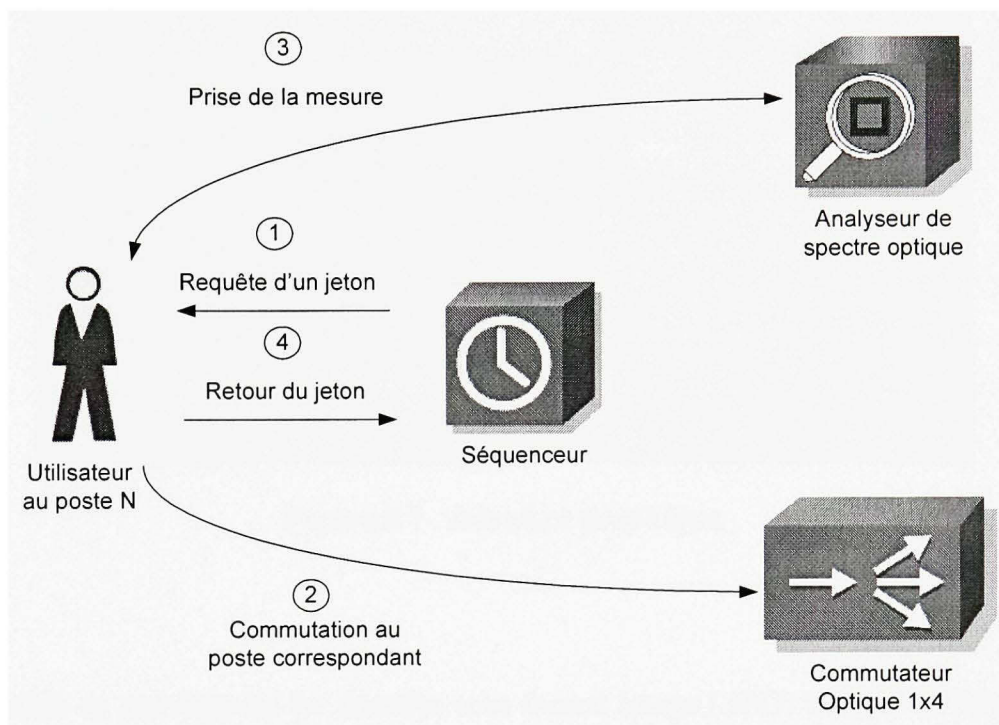 3
Prise de la mesure
Analyseur de
spectre optique
1
Requête d'un jeton
4
Retour du jeton
Séquenceur
Utilisateur
au poste N
2
Commutation au
poste correspondant
Commutateur
Optique 1x4